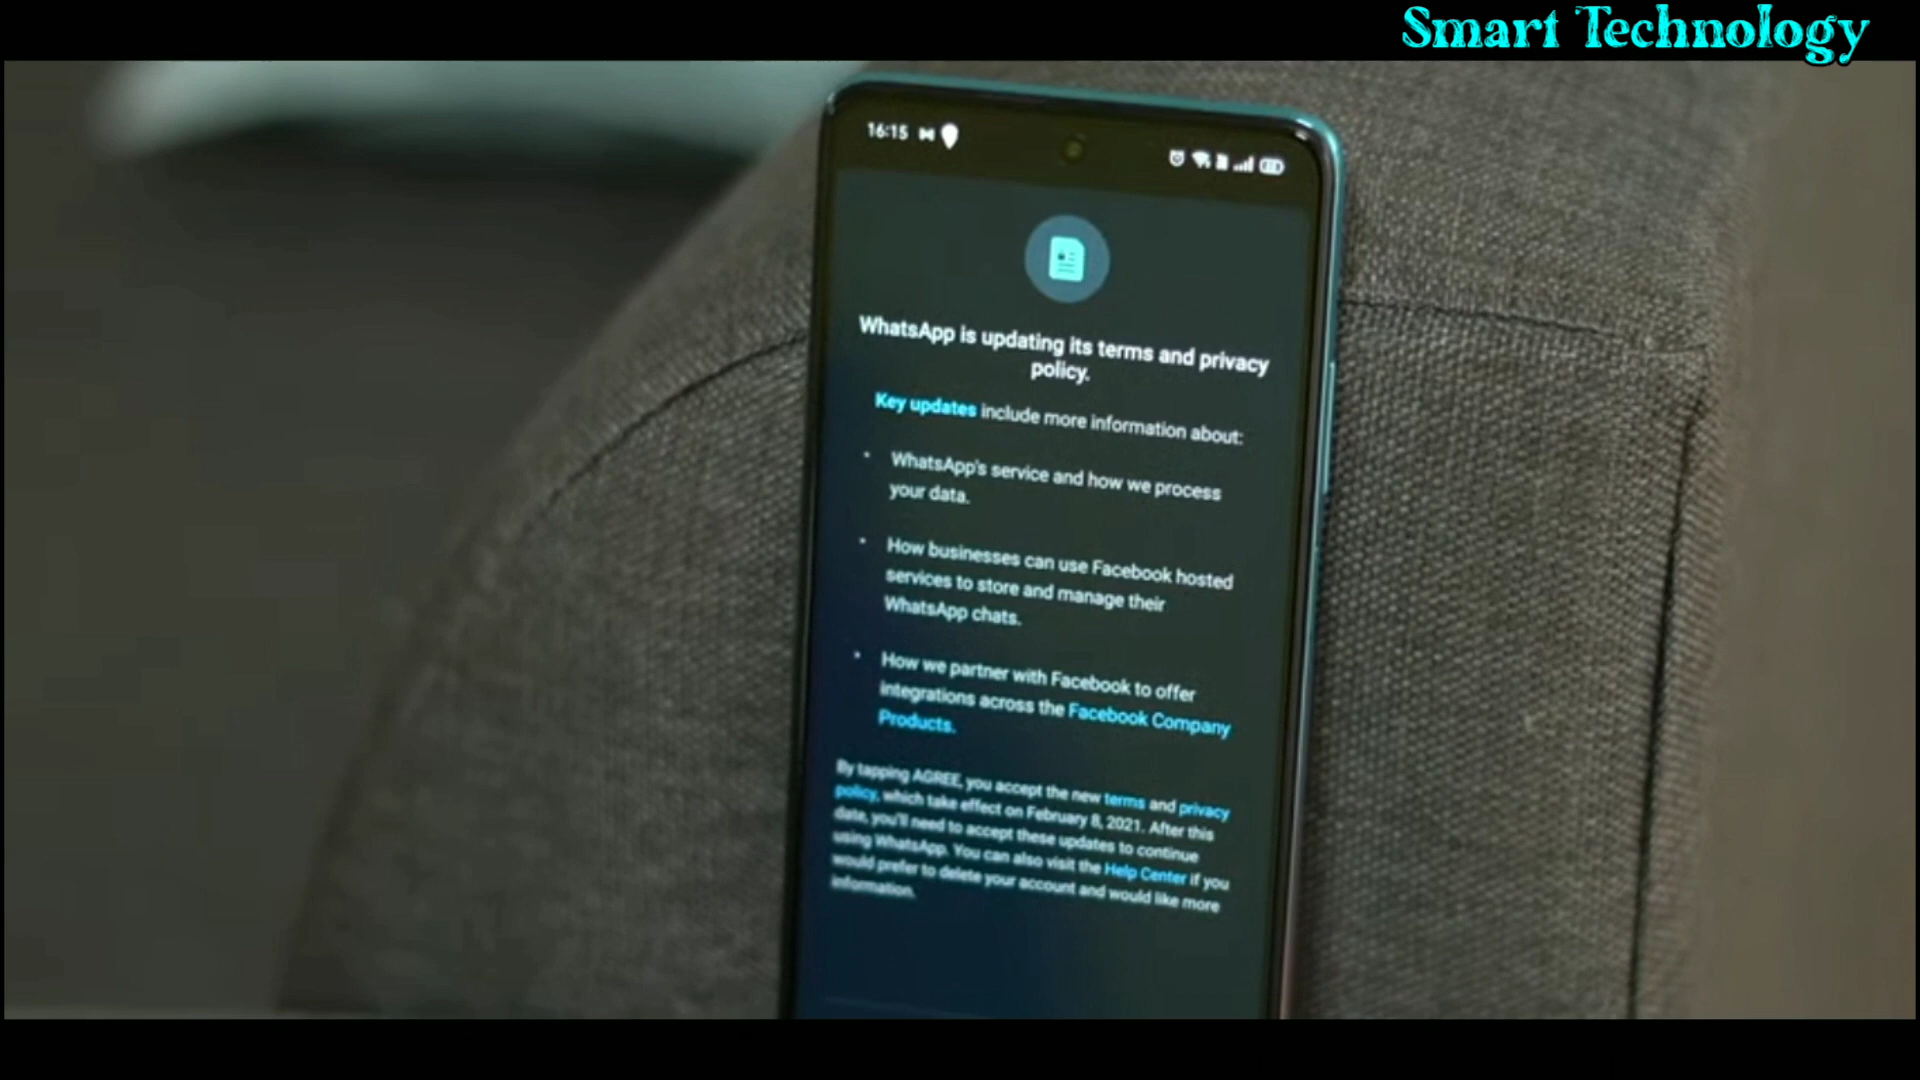 Smart Technology
16:15
WhatsApp is updating its terms and privacy
policy.
Key updates include more information about:
• WhatsApp's service and how we process
your data.
• How businesses can use Facebook hosted
services to store and manage their
WhatsApp chats.
• How we partner with Facebook to offer
integrations across the Facebook Company
Products.
By tapping AGREE, you accept the new terms and privacy
policy, which take effect on February 8, 2021. After this
date, you'll need to accept these updates to continue
using WhatsApp. You can also visit the Help Center if you
would prefer to delete your account and would like more
information.